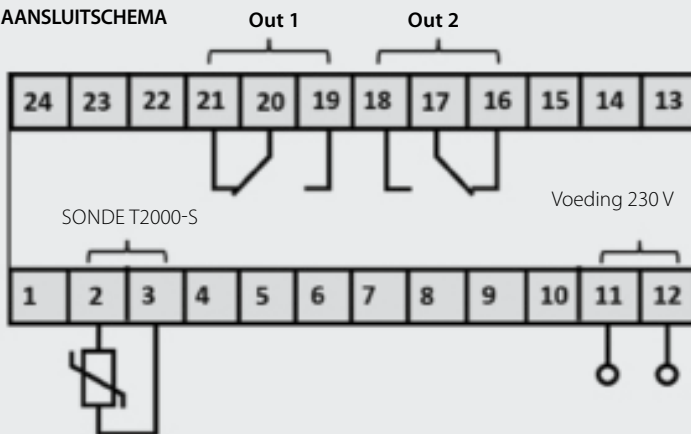 AANSLUITSCHEMA
Out 1 Out 2
24 23 22 21 20 19 18 17 16 15 14 13
SONDE T2000-S
Voeding 230 V
1 2 3 4 5 6 7 8 9 10 11 12